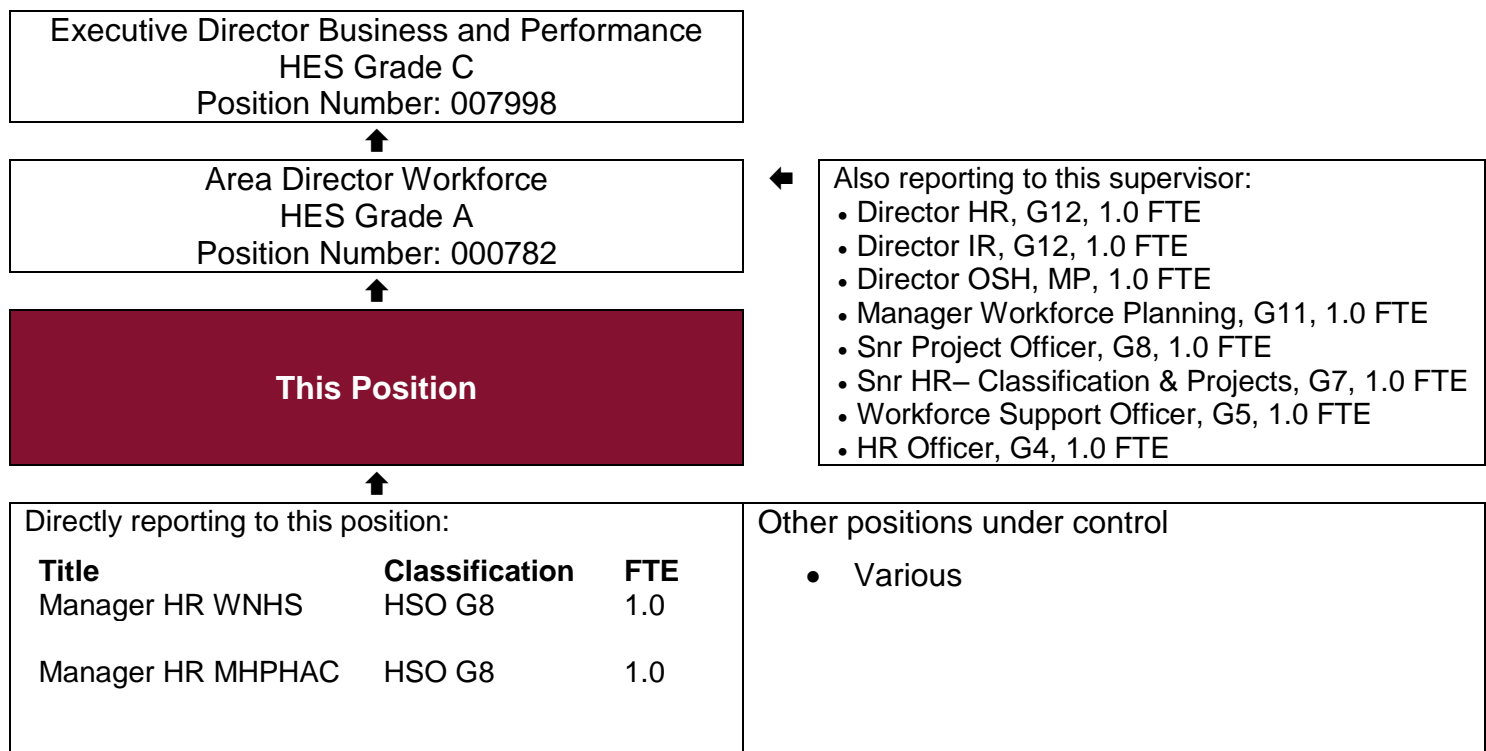 Executive Director Business and Performance
HES Grade C
Position Number: 007998
Area Director Workforce
HES Grade A
Position Number: 000782
Also reporting to this supervisor:
• Director HR, G12, 1.0 FTE
• Director IR, G12, 1.0 FTE
• Director OSH, MP, 1.0 FTE
• Manager Workforce Planning, G11, 1.0 FTE
• Snr Project Officer, G8, 1.0 FTE
• Snr HR– Classification & Projects, G7, 1.0 FTE
• Workforce Support Officer, G5, 1.0 FTE
• HR Officer, G4, 1.0 FTE
This Position
Directly reporting to this position:
Title Classification FTE
Manager HR WNHS HSO G8 1.0
Manager HR MHPHAC HSO G8 1.0
Other positions under control
• Various